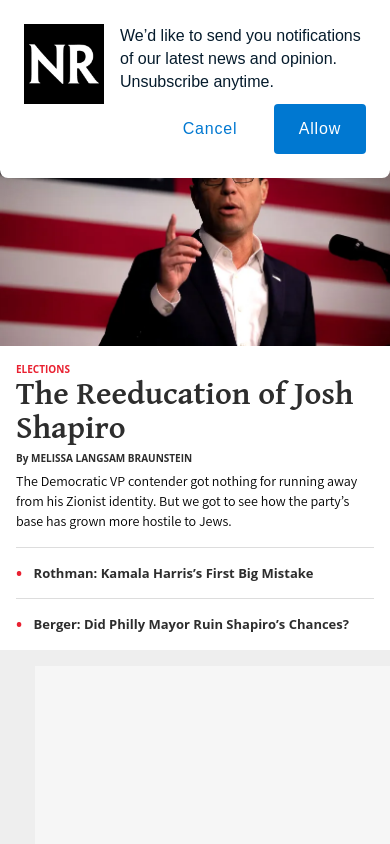 NR
We’d like to send you notifications
of our latest news and opinion.
Unsubscribe anytime.
Cancel
Allow
ELECTIONS
The Reeducation of Josh
Shapiro
By MELISSA LANGSAM BRAUNSTEIN
The Democratic VP contender got nothing for running away
from his Zionist identity. But we got to see how the party’s
base has grown more hostile to Jews.
• Rothman: Kamala Harris’s First Big Mistake
• Berger: Did Philly Mayor Ruin Shapiro’s Chances?